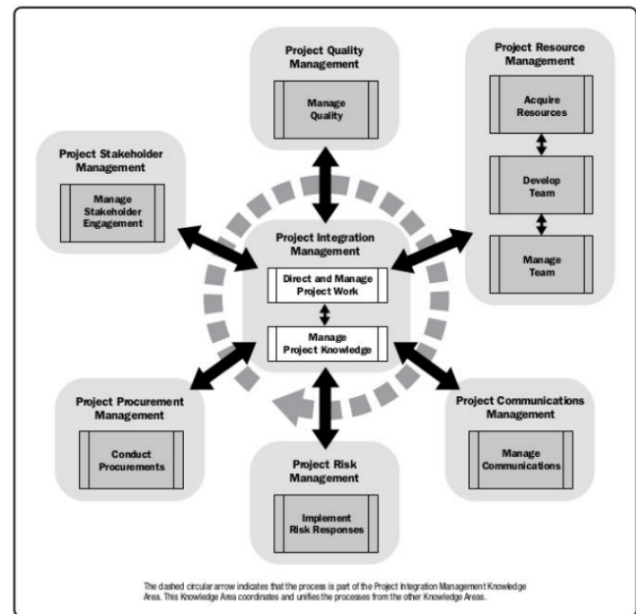 Project Quality
Management
Manage
Quality
Project Resource
Management
Acquire
Resources
Develop
Team
Manage
Team
Project Stakeholder
Management
Manage
Stakeholder
Engagement
Project Integration
Management
Direct and Manage
Project Work
Manage
Project Knowledge
Project Procurement
Management
Conduct
Procurements
Project Risk
Management
Implement
Risk Responses
Project Communications
Management
Manage
Communications
The dashed circular arrow indicates that the process is part of the Project Integration Management Knowledge
Area. This Knowledge Area coordinates and unifies the processes from the other Knowledge Areas.